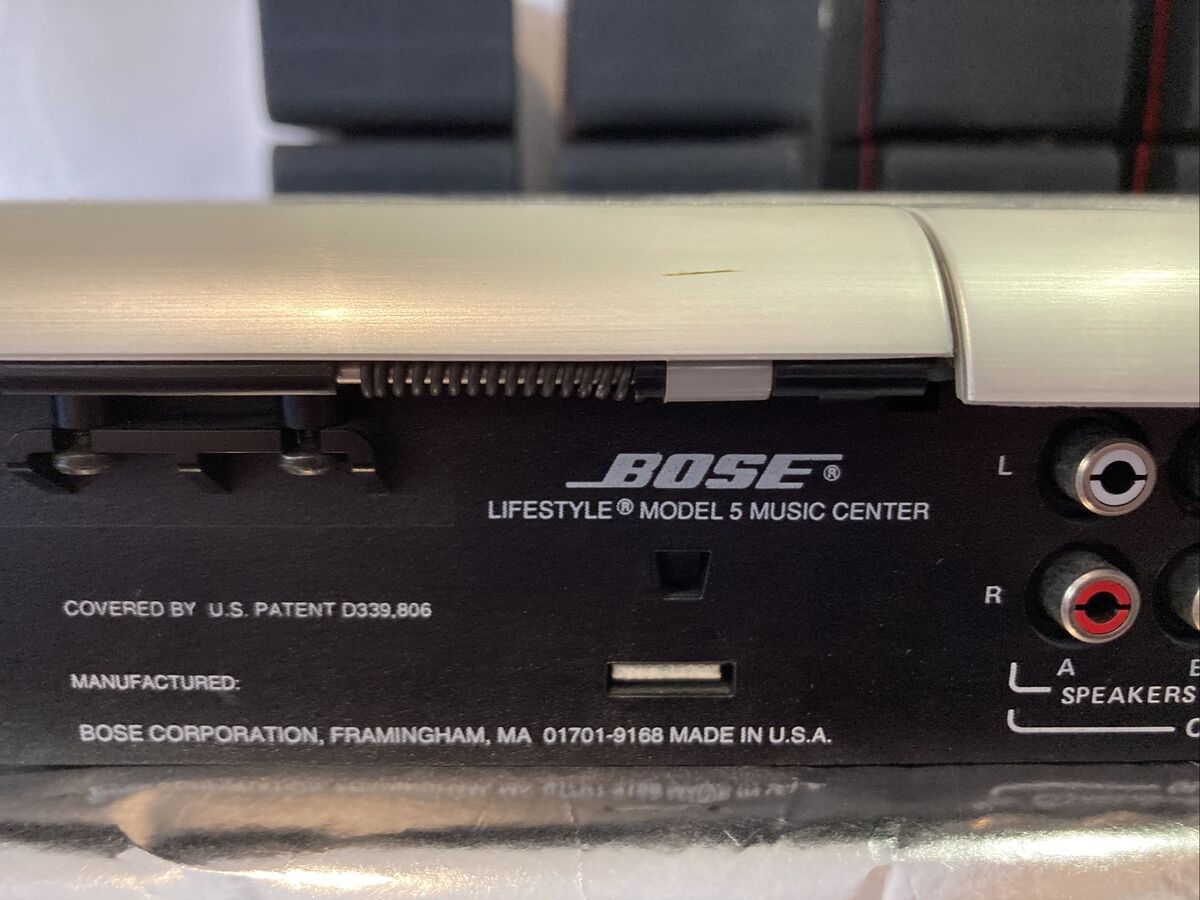 BOSE®
LIFESTYLE® MODEL 5 MUSIC CENTER
COVERED BY U.S. PATENT D339,806
MANUFACTURED:
BOSE CORPORATION, FRAMINGHAM, MA 01701-9168 MADE IN U.S.A.
L
R
A
SPEAKERS